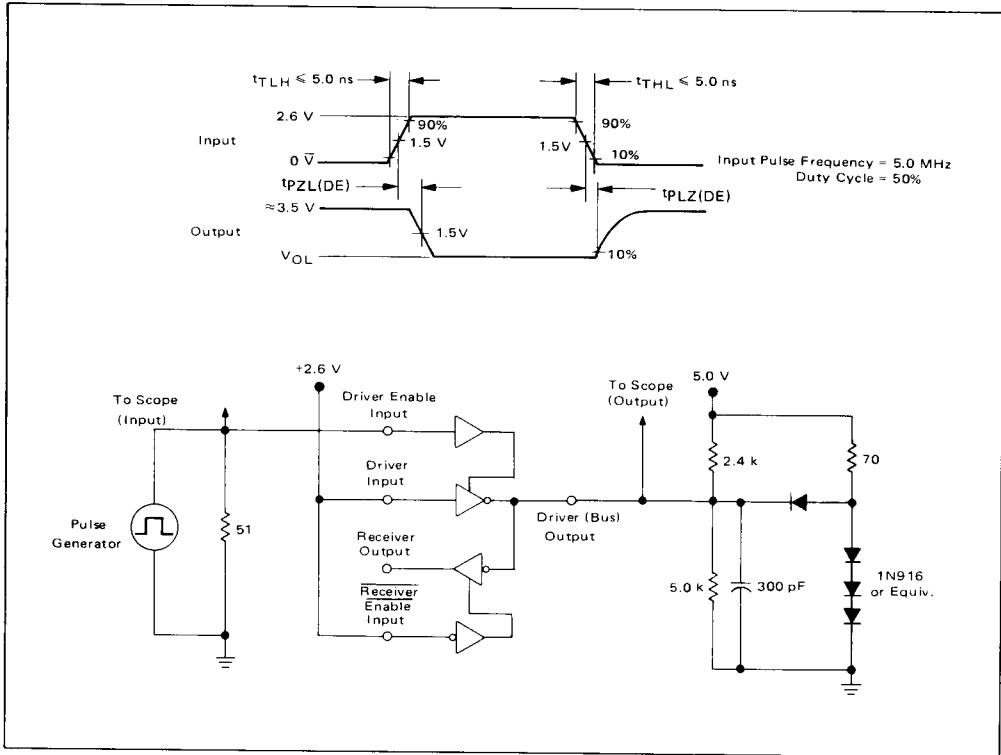 tTLH ≤ 5.0 ns
tTHL ≤ 5.0 ns
2.6 V
90%
90%
Input
1.5 V
1.5V
0 V
10%
Input Pulse Frequency = 5.0 MHz
Duty Cycle = 50%
tPZL(DE)
tPLZ(DE)
≈3.5 V
Output
1.5V
VOL
10%
+2.6 V
To Scope
(Input)
Driver Enable
Input
To Scope
(Output)
5.0 V
2.4 k
70
Driver
Input
Pulse
Generator
51
Driver (Bus)
Output
Receiver
Output
Receiver
Enable
Input
5.0 k
300 pF
1N916
or Equiv.